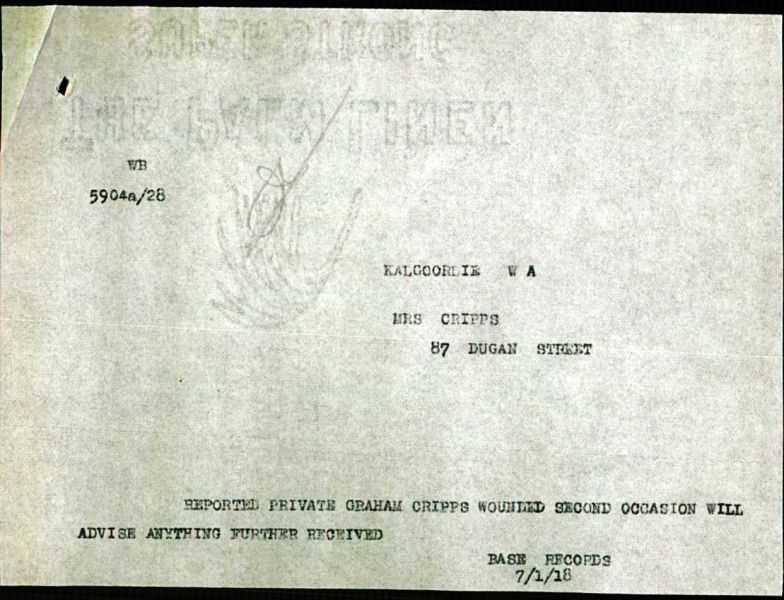 WB
5904a/28
KALGOORLIE W A
MRS CRIPPS
87 DUGAN STREET
REPORTED PRIVATE GRAHAM CRIPPS WOUNDED SECOND OCCASION WILL
ADVISE ANYTHING FURTHER RECEIVED
BASE RECORDS
7/1/18